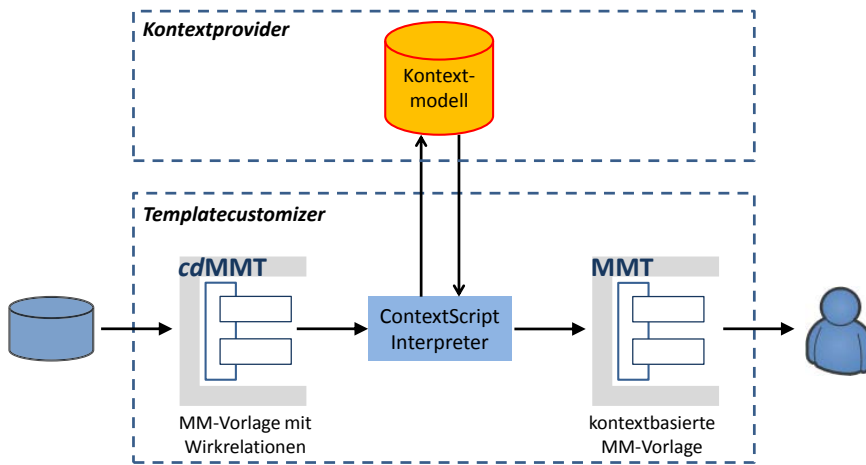 Kontextprovider
Kontext-
modell
Templatecustomizer
cdMMT
MMT
ContextScript
Interpreter
MM-Vorlage mit
Wirkrelationen
kontextbasierte
MM-Vorlage